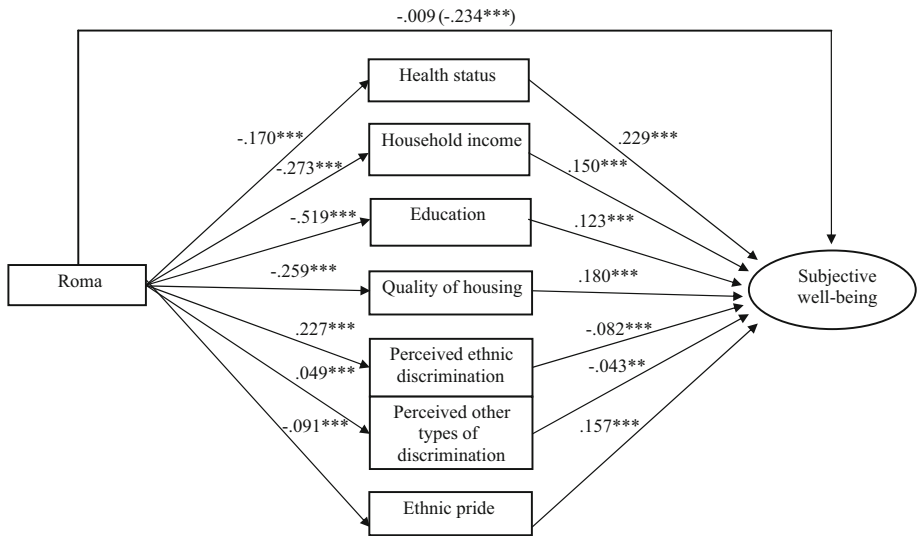 -.009 (-.234***)
Health status
-.170***
.229***
Household income
-.273***
.150***
Education
-.519***
.123***
Roma
-.259***
Quality of housing
.180***
Subjective
well-being
.227***
Perceived ethnic
discrimination
-.082***
.049***
Perceived other
types of
discrimination
-.043**
-.091***
.157***
Ethnic pride